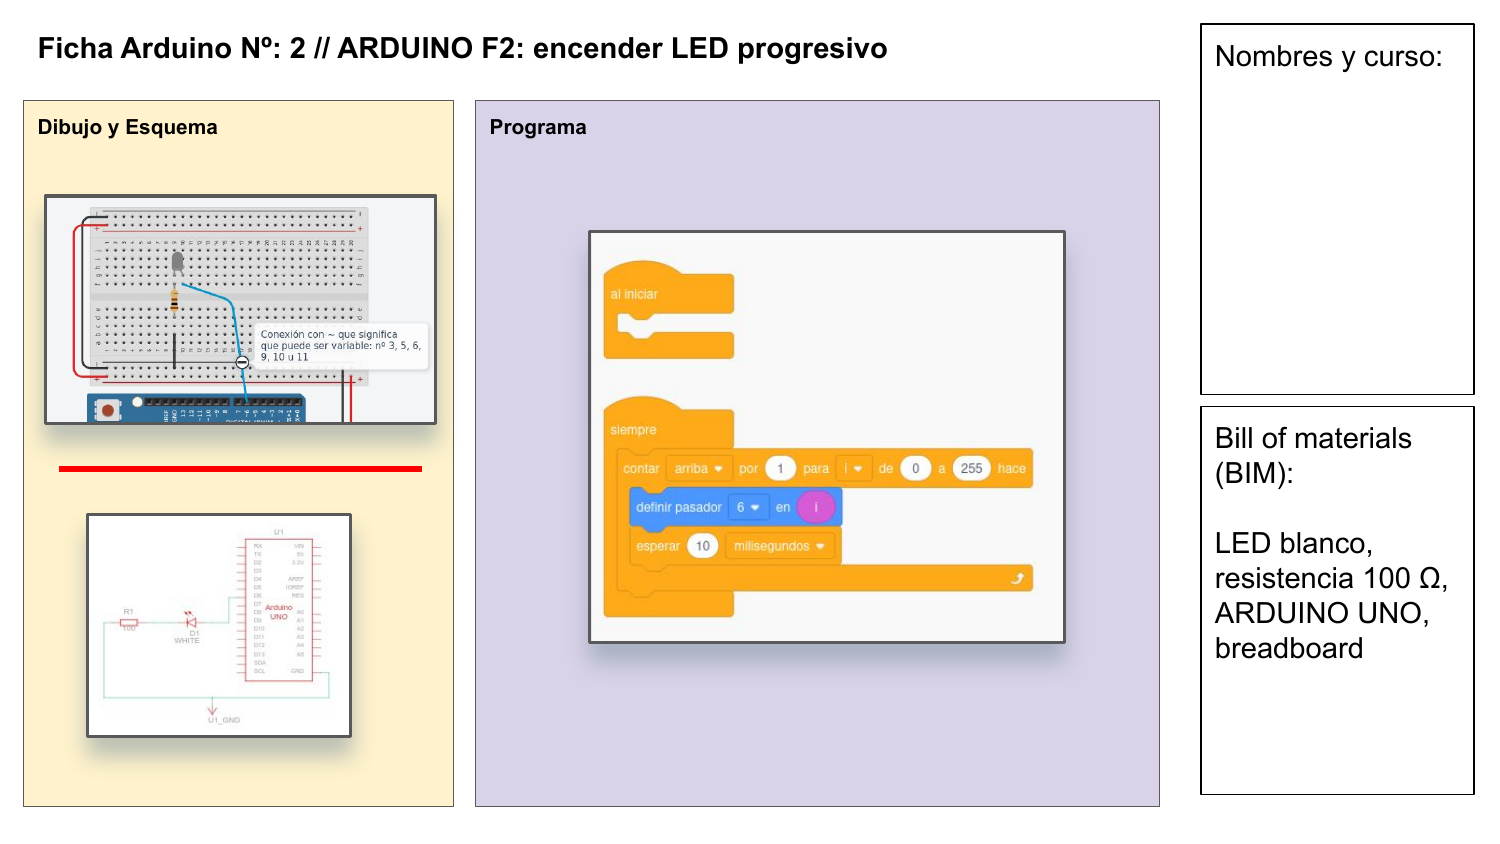 Ficha Arduino Nº: 2 // ARDUINO F2: encender LED progresivo
Nombres y curso:
Dibujo y Esquema
Conexión con ~ que significa
que puede ser variable: nº 3, 5, 6,
9, 10 u 11
U1
RX VIN
TX 5V
D2 3.3V
D3
D4 AREF
D5 IOREF
D6 RES
D7
D8 A0
D9 A1
D10 A2
D11 A3
D12 A4
D13 A5
SDA
SCL GND
Arduino
UNO
R1
100
D1
WHITE
U1_GND
Programa
al iniciar
siempre
contar arriba por 1 para i de 0 a 255 hace
definir pasador 6 en i
esperar 10 milisegundos
Bill of materials
(BIM):
LED blanco,
resistencia 100 Ω,
ARDUINO UNO,
breadboard